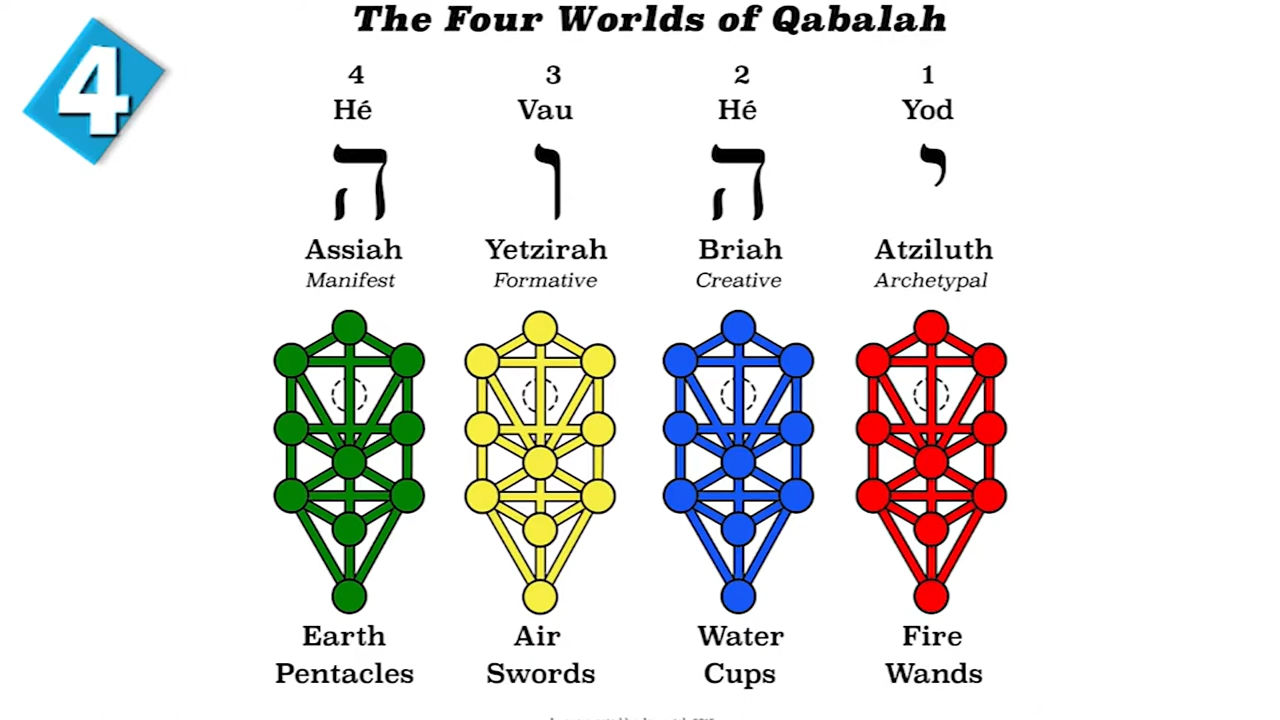 The Four Worlds of Qabalah
4
4 3 2 1
Hé Vau Hé Yod
ה ו ה י
Assiah Yetzirah Briah Atziluth
Manifest Formative Creative Archetypal
Earth Air Water Fire
Pentacles Swords Cups Wands